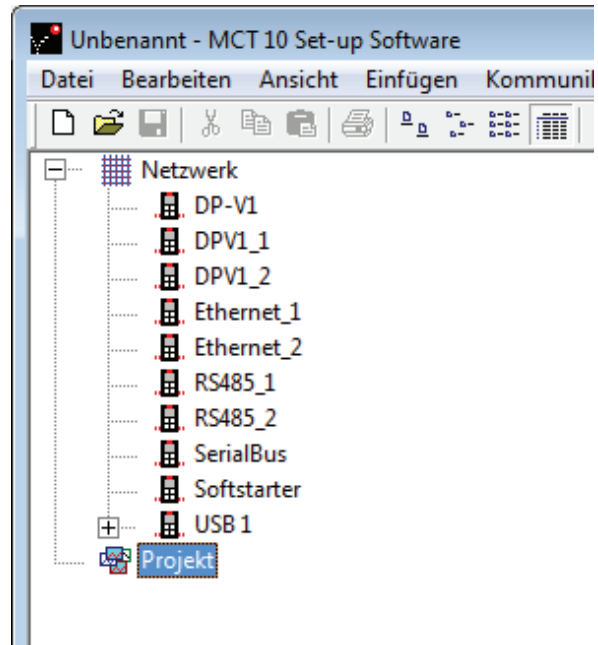 Unbenannt - MCT 10 Set-up Software
Datei Bearbeiten Ansicht Einfügen Kommunil
Netzwerk
DP-V1
DPV1_1
DPV1_2
Ethernet_1
Ethernet_2
RS485_1
RS485_2
SerialBus
Softstarter
USB 1
Projekt